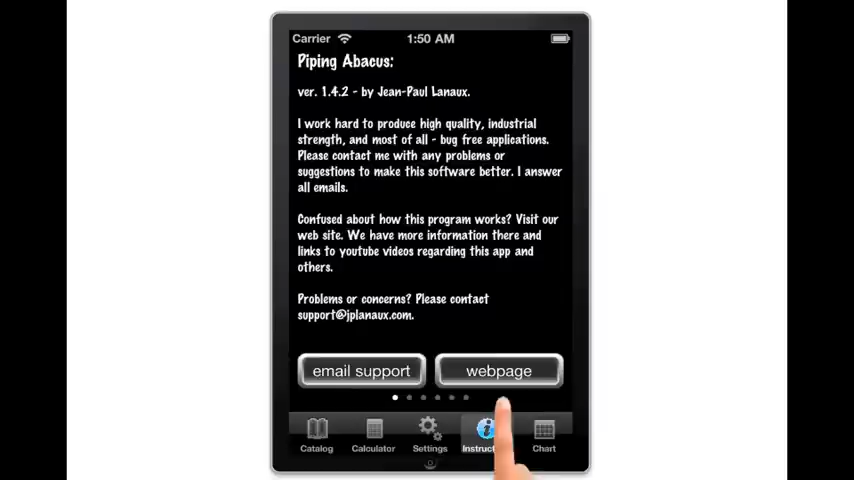 Carrier 1:50 AM
Piping Abacus:
ver. 1.4.2 - by Jean-Paul Lanaux.
I work hard to produce high quality, industrial
strength, and most of all - bug free applications.
Please contact me with any problems or
suggestions to make this software better. I answer
all emails.
Confused about how this program works? Visit our
web site. We have more information there and
links to youtube videos regarding this app and
others.
Problems or concerns? Please contact
support@jplanaux.com.
email support webpage
Catalog Calculator Settings Chart